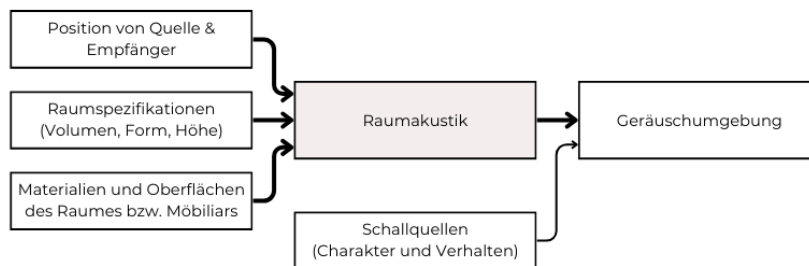 Position von Quelle &
Empfänger
Raumspezifikationen
(Volumen, Form, Höhe)
Materialien und Oberflächen
des Raumes bzw. Möbiliars
Raumakustik
Schallquellen
(Charakter und Verhalten)
Geräuschumgebung